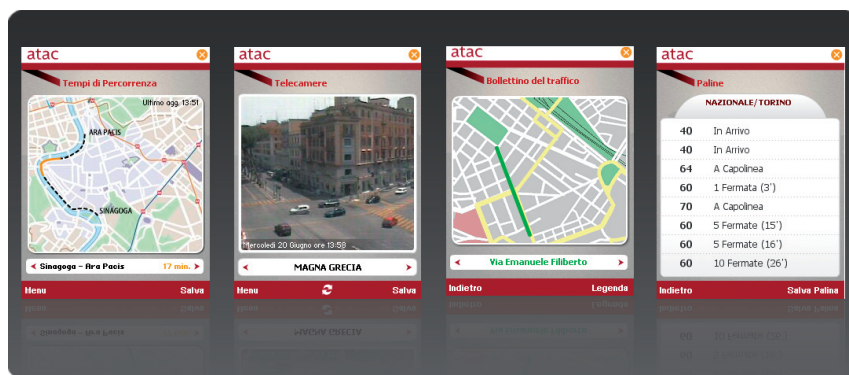 atac
Tempi di Percorrenza
Ultimo agg. 13:51
ARA PACIS
SINAGOGA
Sinagoga - Ara Pacis 17 min.
Menu Salva
atac
Telecamere
Mercoledì 20 Giugno ore 13:58
MAGNA GRECIA
Menu Salva
atac
Bollettino del traffico
Via Emanuele Filiberto
Indietro Legenda
atac
Paline
NAZIONALE/TORINO
40 In Arrivo
40 In Arrivo
64 A Capolinea
60 1 Fermata (3')
70 A Capolinea
60 5 Fermate (15')
60 5 Fermate (16')
60 10 Fermate (26')
Indietro Salva Palina